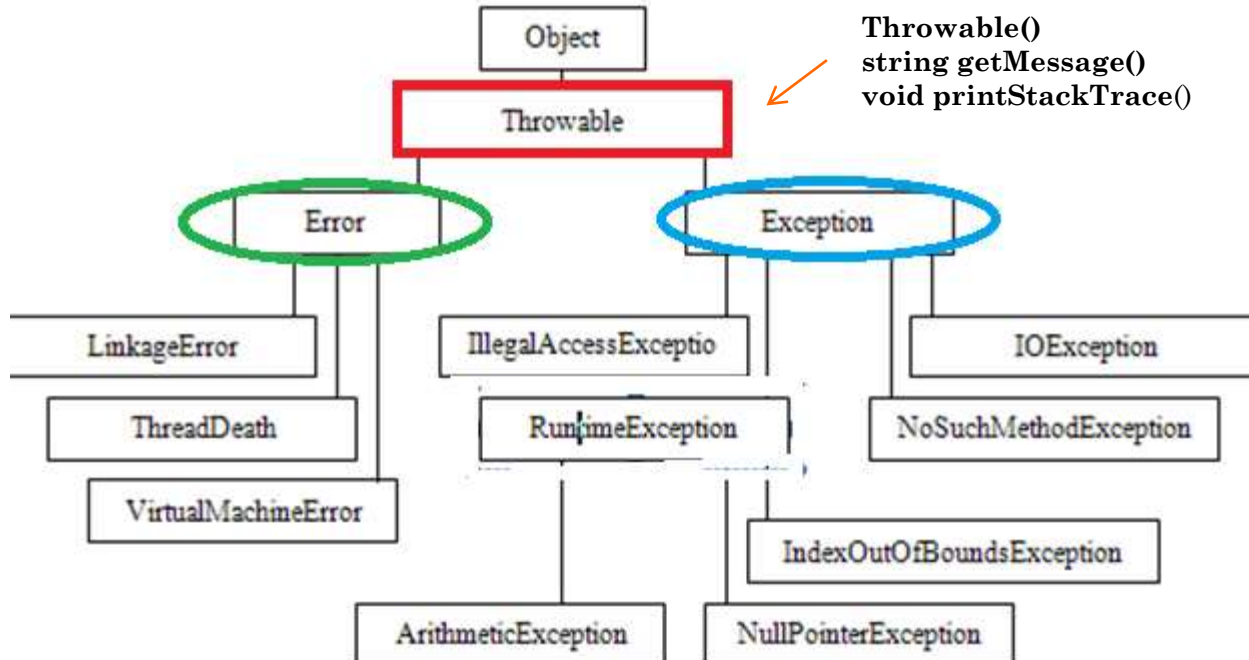 Object
Throwable()
string getMessage()
void printStackTrace()
Throwable
Error
Exception
LinkageError
IllegalAccessExceptio
IOException
ThreadDeath
RuntimeException
NoSuchMethodException
VirtualMachineError
IndexOutOfBoundsException
ArithmeticException
NullPointerException